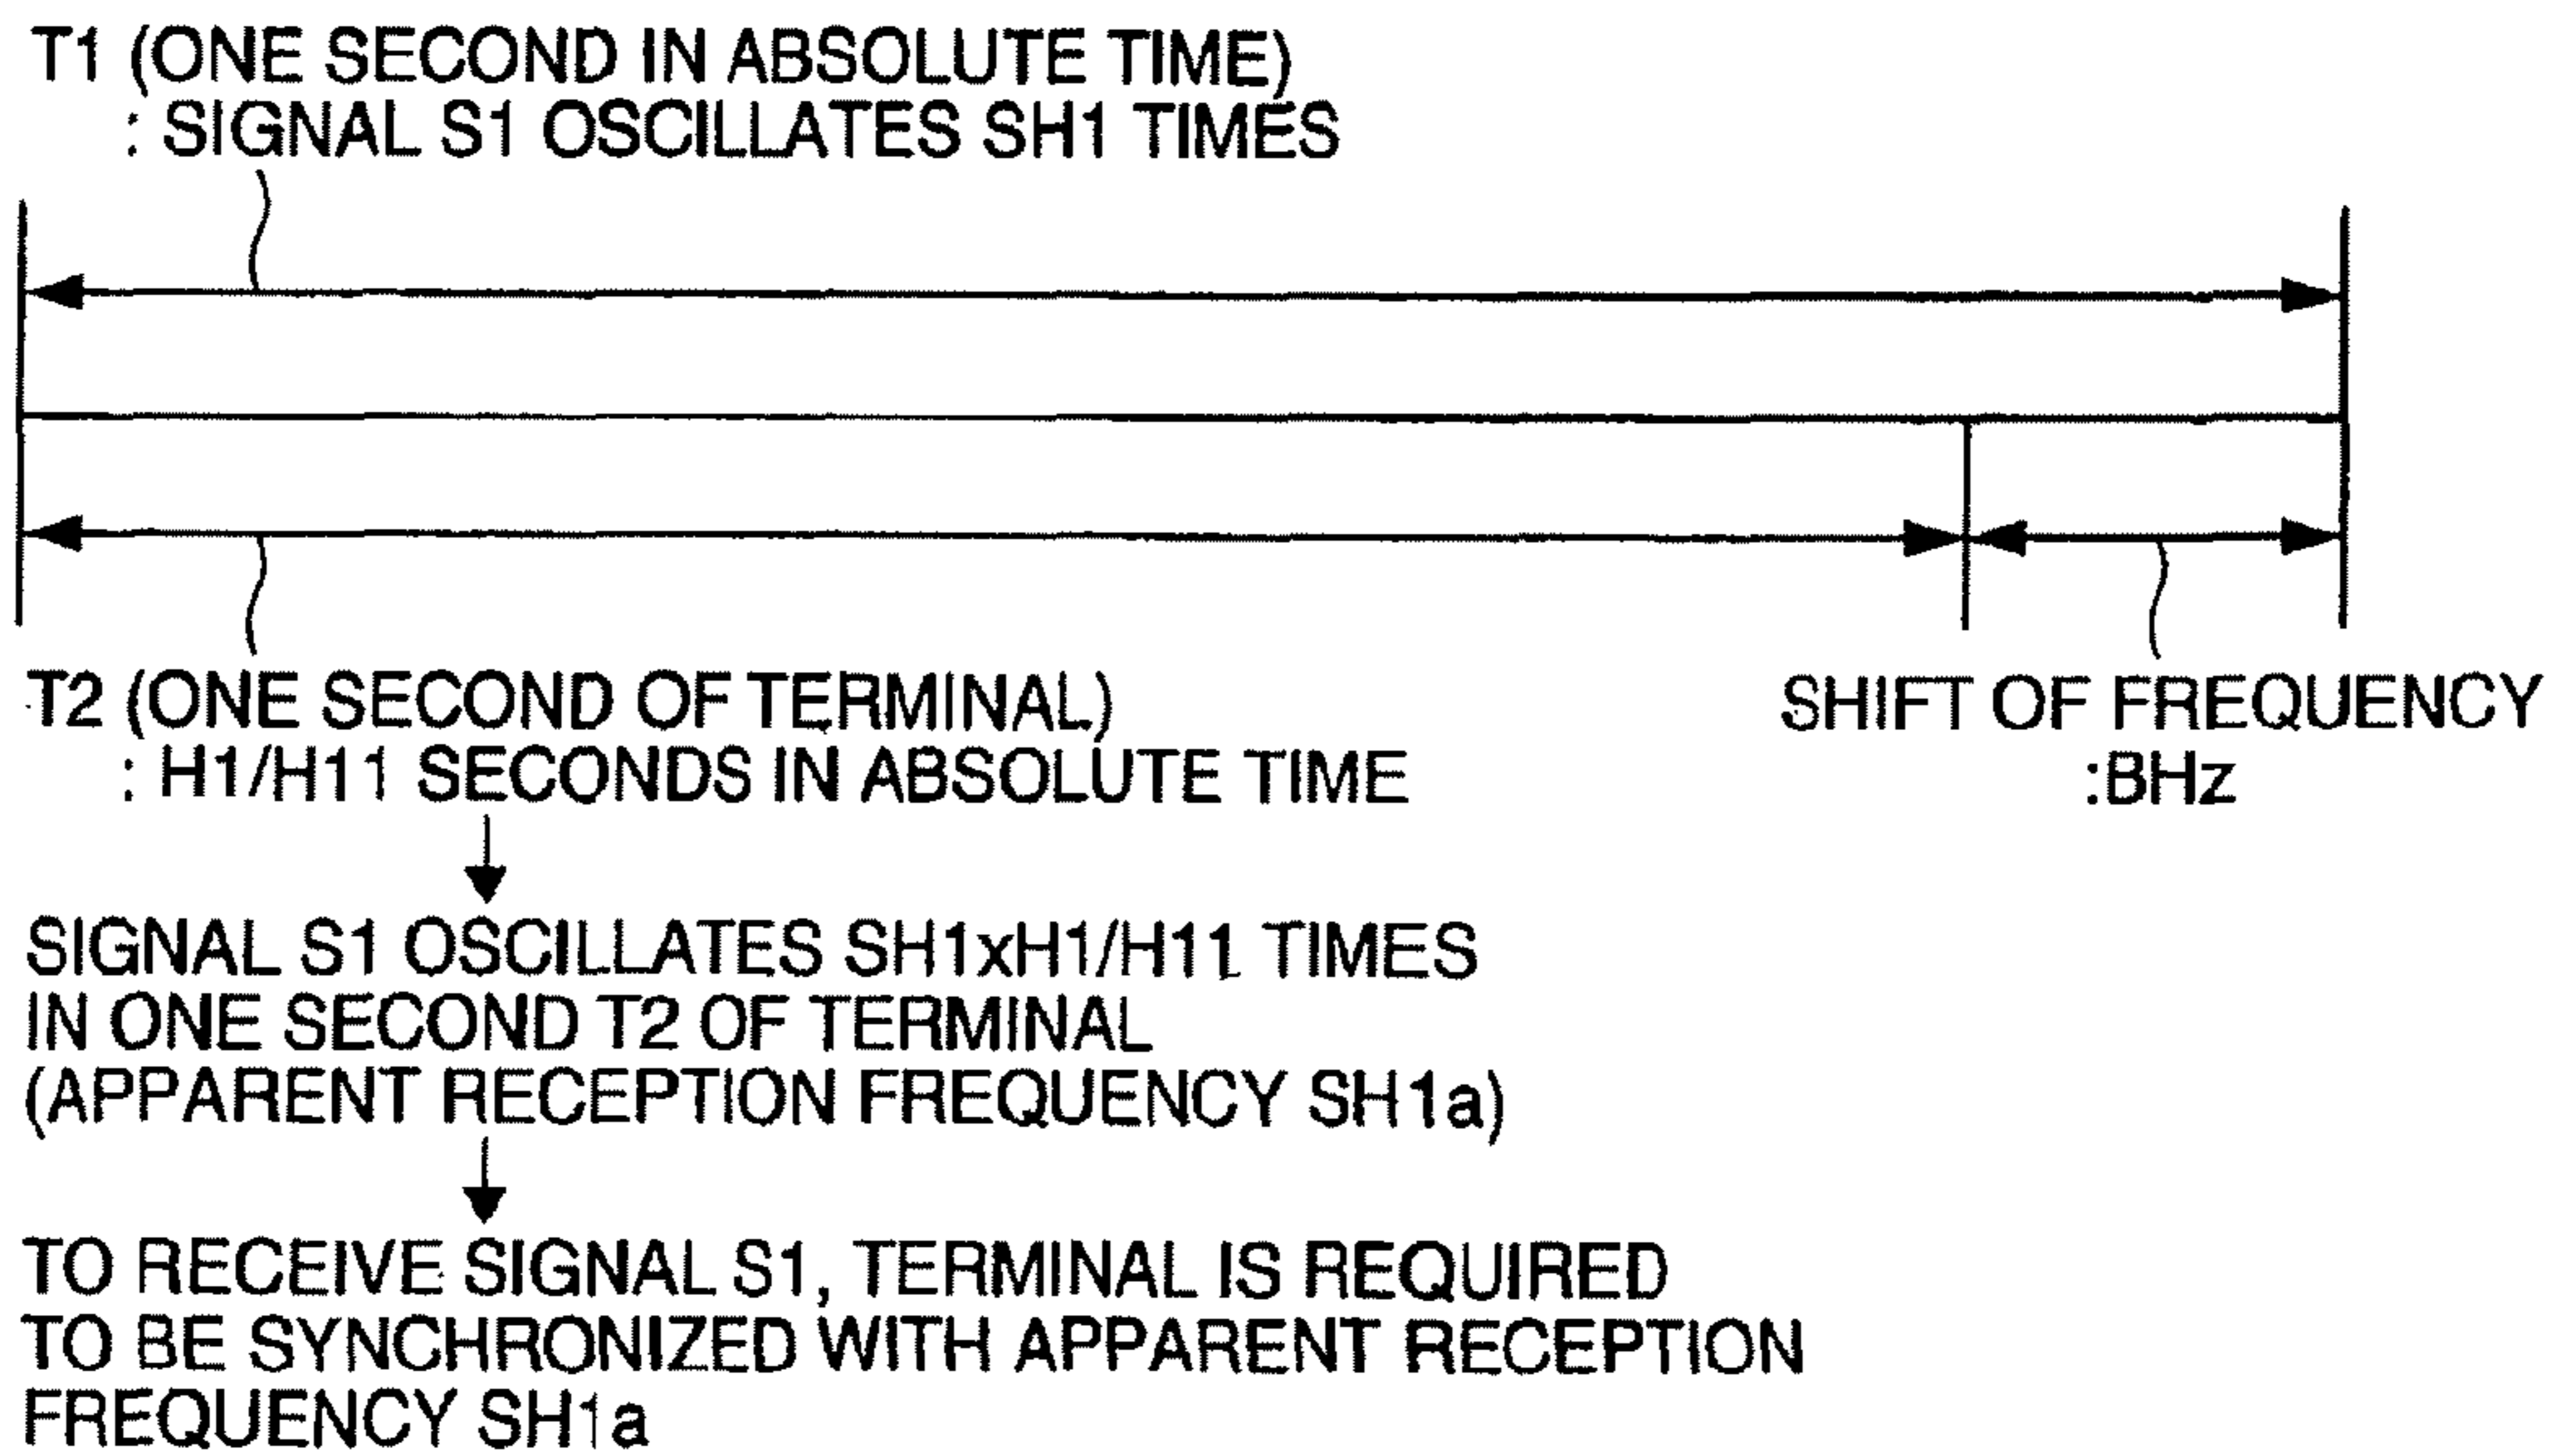 T1 (ONE SECOND IN ABSOLUTE TIME)
: SIGNAL S1 OSCILLATES SH1 TIMES
T2 (ONE SECOND OF TERMINAL)
: H1/H11 SECONDS IN ABSOLUTE TIME
SHIFT OF FREQUENCY
:BHz
SIGNAL S1 OSCILLATES SH1xH1/H11 TIMES
IN ONE SECOND T2 OF TERMINAL
(APPARENT RECEPTION FREQUENCY SH1a)
TO RECEIVE SIGNAL S1, TERMINAL IS REQUIRED
TO BE SYNCHRONIZED WITH APPARENT RECEPTION
FREQUENCY SH1a